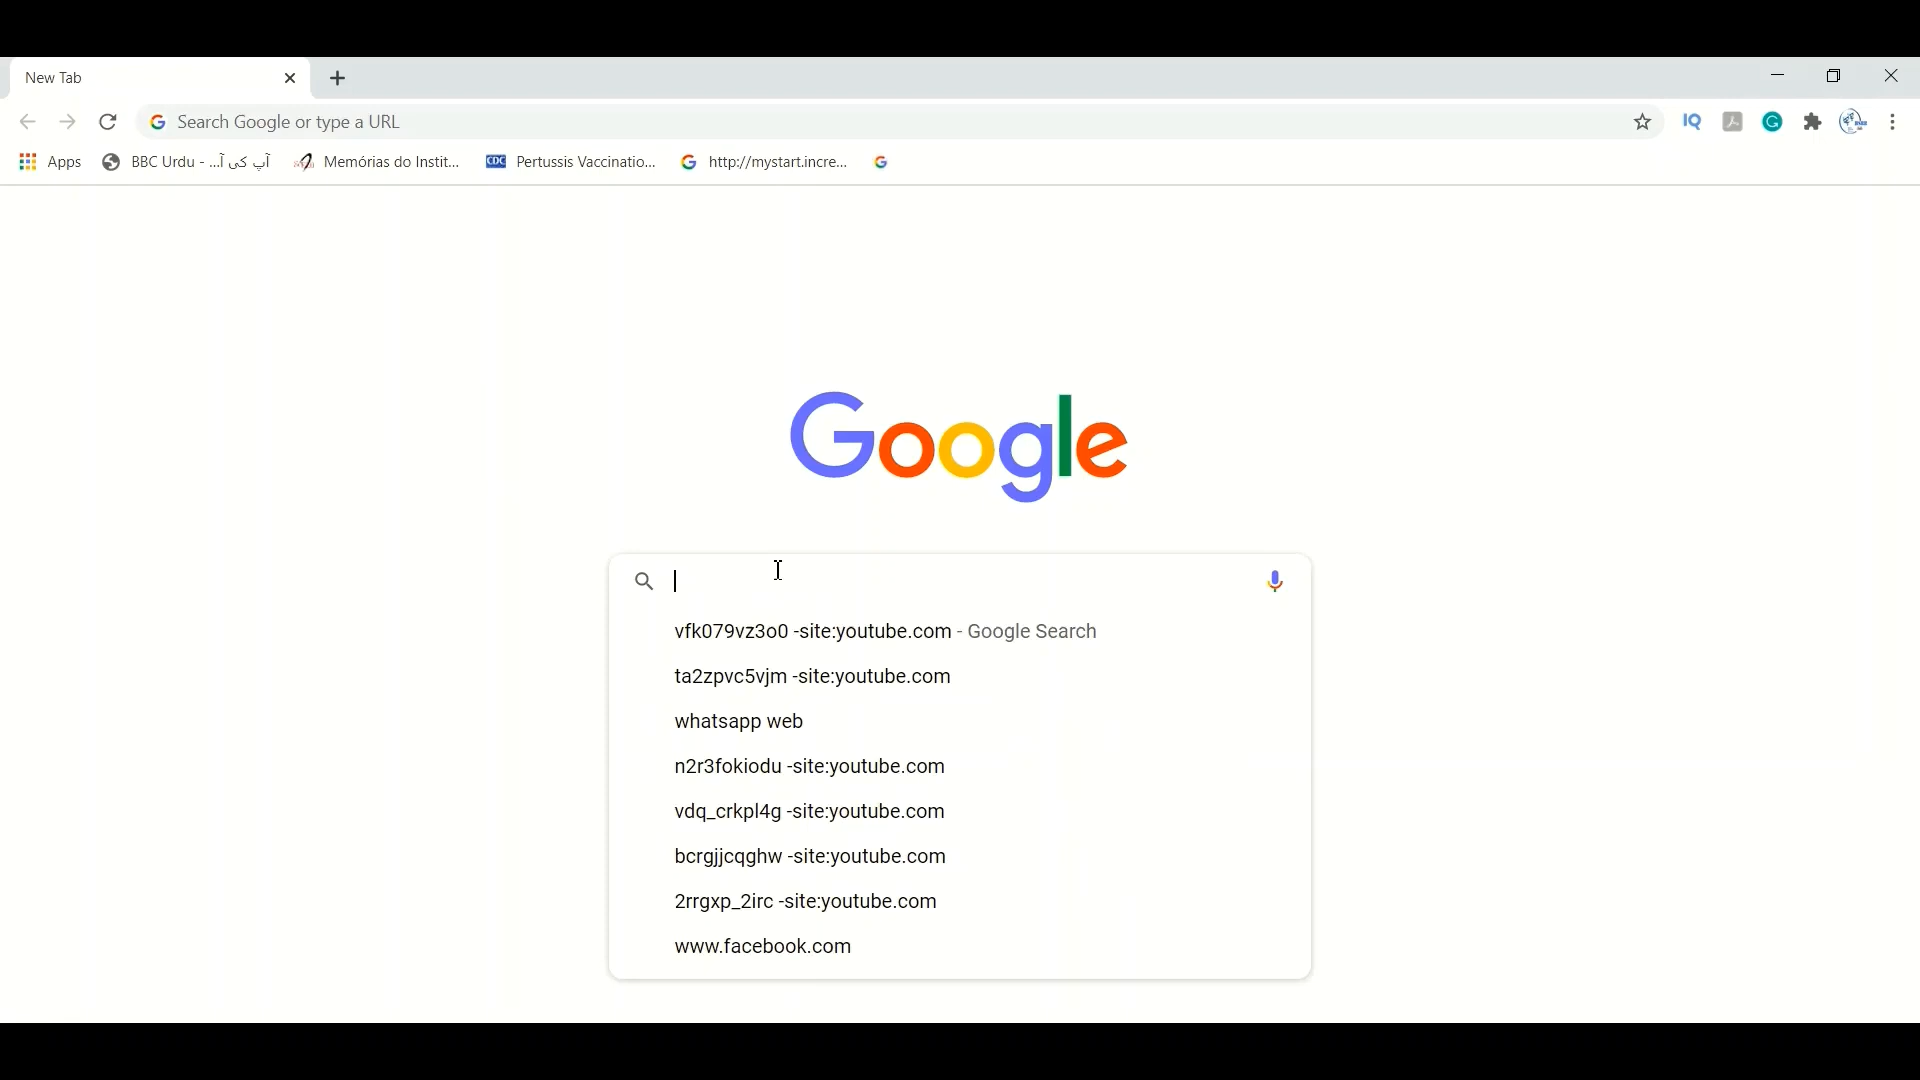 New Tab
Search Google or type a URL
IQ
Apps BBC Urdu - ...آپ کی آ Memórias do Instit... CDC Pertussis Vaccinatio... http://mystart.incre...
Google
vfk079vz3o0 -site:youtube.com - Google Search
ta2zpvc5vjm -site:youtube.com
whatsapp web
n2r3fokiodu -site:youtube.com
vdq_crkpl4g -site:youtube.com
bcrgjjcqghw -site:youtube.com
2rrgxp_2irc -site:youtube.com
www.facebook.com